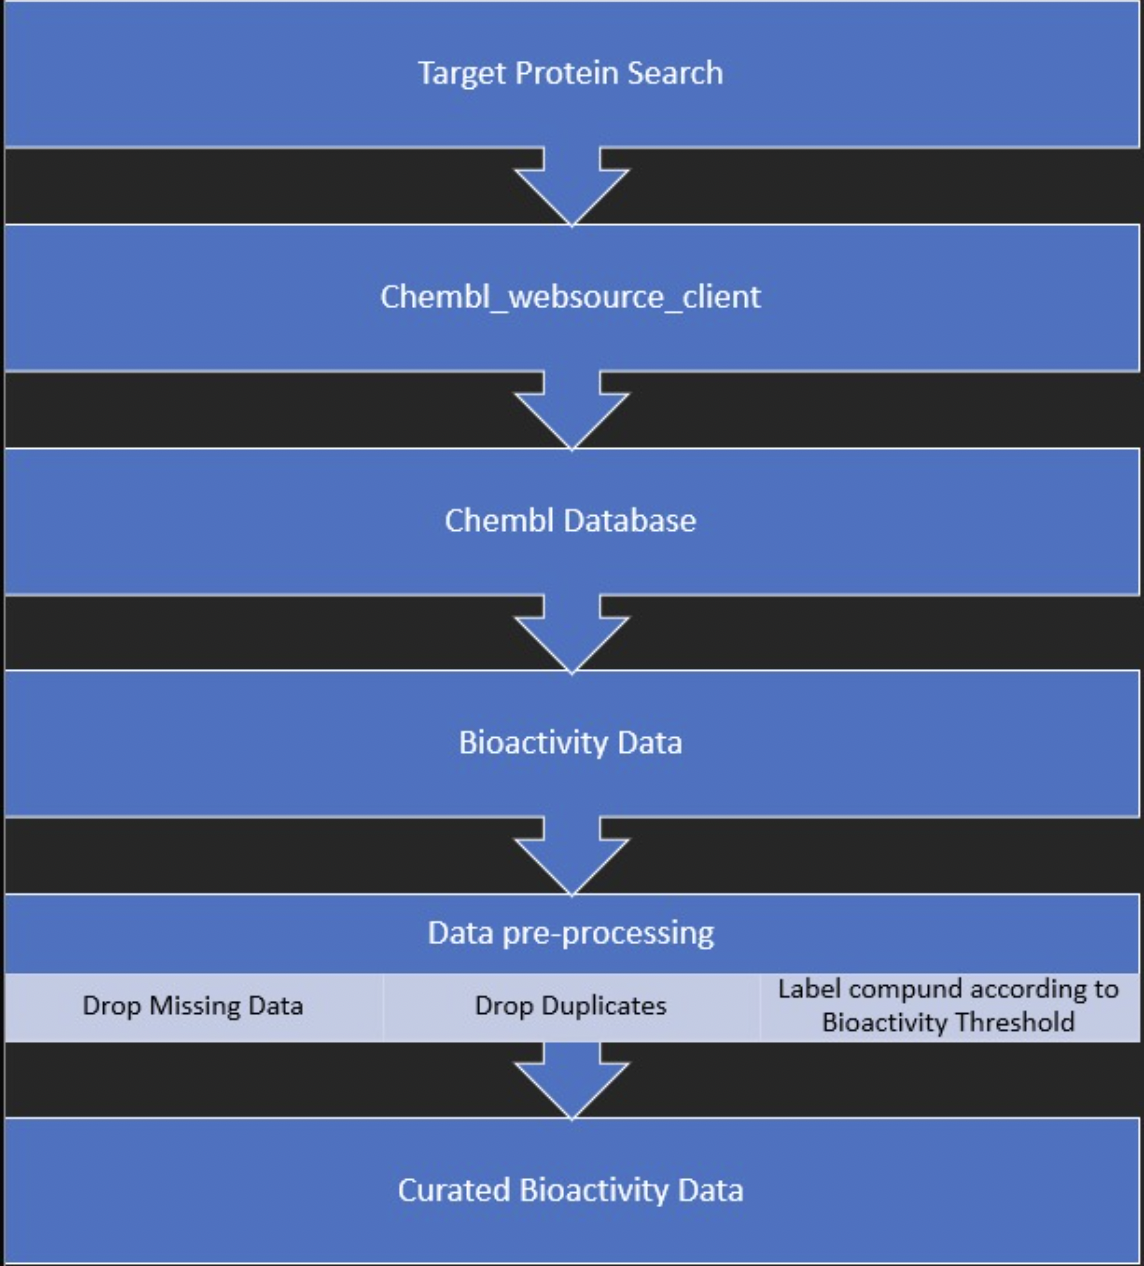 Target Protein Search
Chembl_websource_client
Chembl Database
Bioactivity Data
Data pre-processing
Drop Missing Data
Drop Duplicates
Label compund according to
Bioactivity Threshold
Curated Bioactivity Data